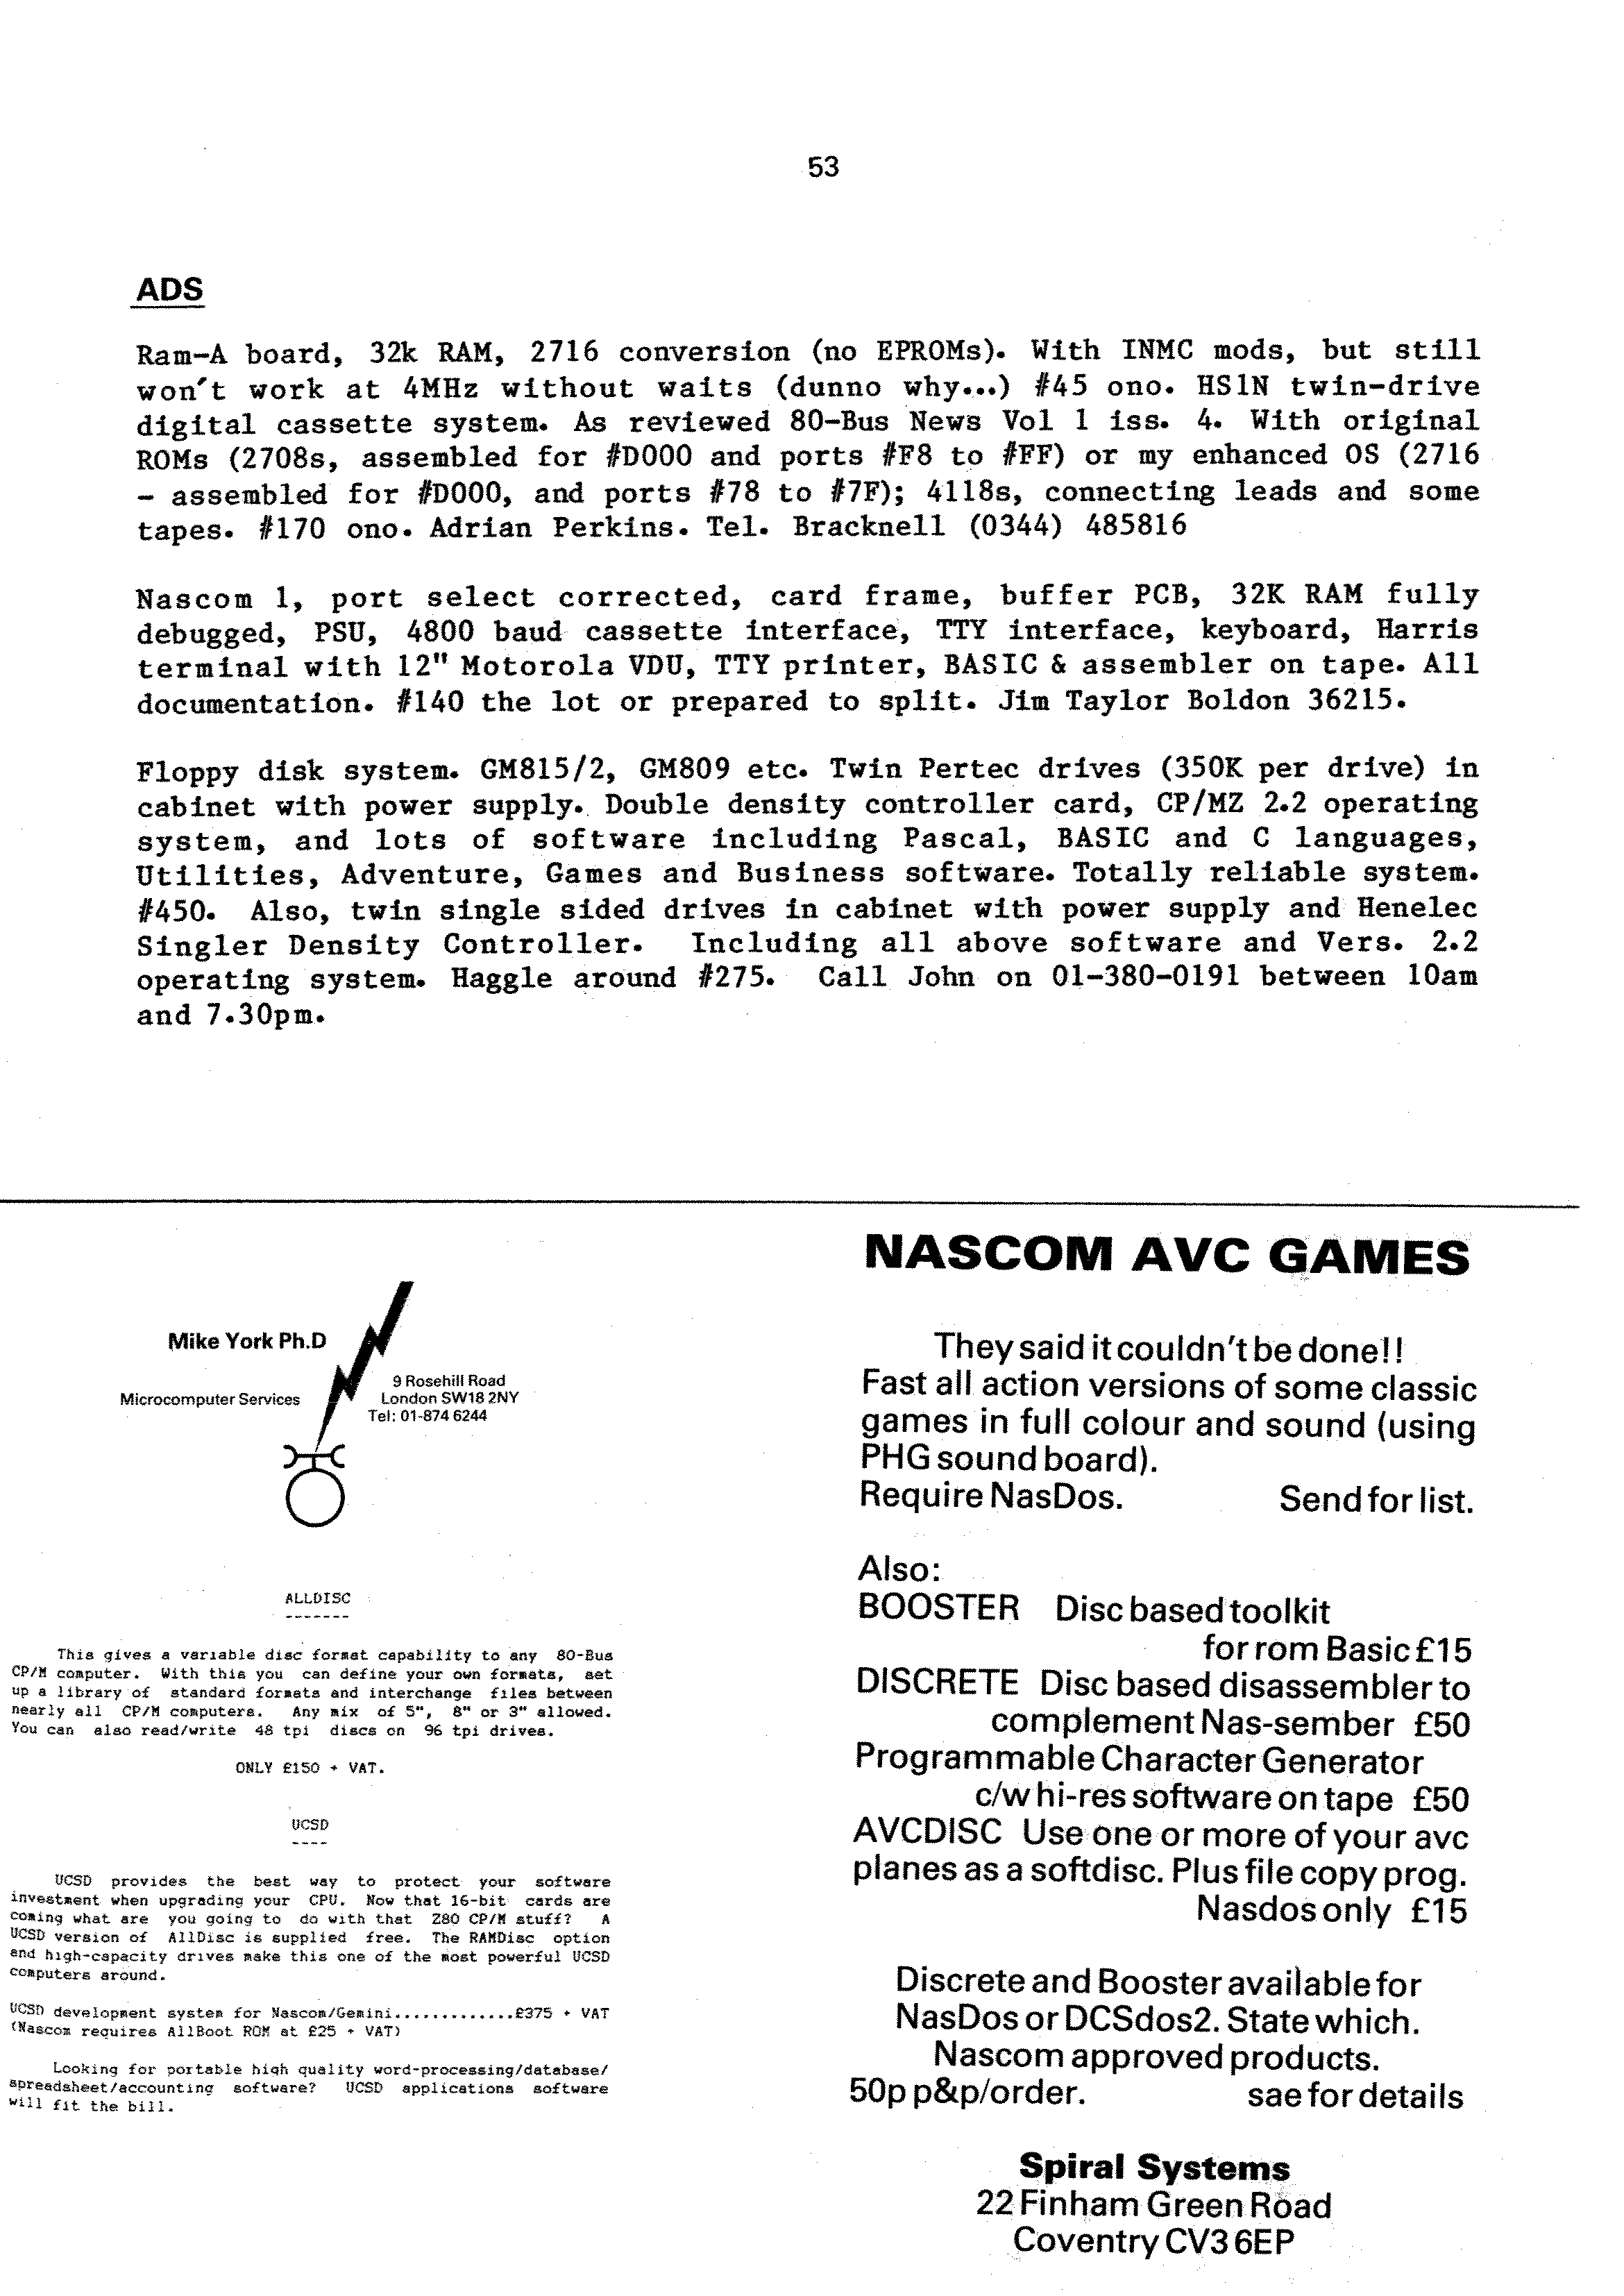 53
ADS
Ram-A board, 32k RAM, 2716 conversion (no EPROMs). With INMC mods, but still
won't work at 4MHz without waits (dunno why...) #45 ono. HS1N twin-drive
digital cassette system. As reviewed 80-Bus News Vol 1 iss. 4. With original
ROMs (2708s, assembled for #D000 and ports #F8 to #FF) or my enhanced OS (2716
- assembled for #D000, and ports #78 to #7F); 4118s, connecting leads and some
tapes. #170 ono. Adrian Perkins. Tel. Bracknell (0344) 485816
Nascom 1, port select corrected, card frame, buffer PCB, 32K RAM fully
debugged, PSU, 4800 baud cassette interface, TTY interface, keyboard, Harris
terminal with 12" Motorola VDU, TTY printer, BASIC & assembler on tape. All
documentation. #140 the lot or prepared to split. Jim Taylor Boldon 36215.
Floppy disk system. GM815/2, GM809 etc. Twin Pertec drives (350K per drive) in
cabinet with power supply. Double density controller card, CP/MZ 2.2 operating
system, and lots of software including Pascal, BASIC and C languages,
Utilities, Adventure, Games and Business software. Totally reliable system.
#450. Also, twin single sided drives in cabinet with power supply and Henelec
Singler Density Controller. Including all above software and Vers. 2.2
operating system. Haggle around #275. Call John on 01-380-0191 between 10am
and 7.30pm.
Mike York Ph.D
Microcomputer Services
9 Rosehill Road
London SW18 2NY
Tel: 01-874 6244
ALLDISC
-------
This gives a variable disc format capability to any 80-Bus
CP/M computer. With this you can define your own formats, set
up a library of standard formats and interchange files between
nearly all CP/M computers. Any mix of 5", 8" or 3" allowed.
You can also read/write 48 tpi discs on 96 tpi drives.
ONLY £150 + VAT.
UCSD
----
UCSD provides the best way to protect your software
investment when upgrading your CPU. Now that 16-bit cards are
coming what are you going to do with that Z80 CP/M stuff? A
UCSD version of AllDisc is supplied free. The RAMDisc option
and high-capacity drives make this one of the most powerful UCSD
computers around.
UCSD development system for Nascom/Gemini.............£375 + VAT
(Nascom requires AllBoot ROM at £25 + VAT)
Looking for portable high quality word-processing/database/
spreadsheet/accounting software? UCSD applications software
will fit the bill.
NASCOM AVC GAMES
They said it couldn't be done!!
Fast all action versions of some classic
games in full colour and sound (using
PHG sound board).
Require NasDos. Send for list.
Also:
BOOSTER Disc based toolkit
for rom Basic £15
DISCRETE Disc based disassembler to
complement Nas-sember £50
Programmable Character Generator
c/w hi-res software on tape £50
AVCDISC Use one or more of your avc
planes as a softdisc. Plus file copy prog.
Nasdos only £15
Discrete and Booster available for
NasDos or DCSdos2. State which.
Nascom approved products.
50p p&p/order. sae for details
Spiral Systems
22 Finham Green Road
Coventry CV3 6EP